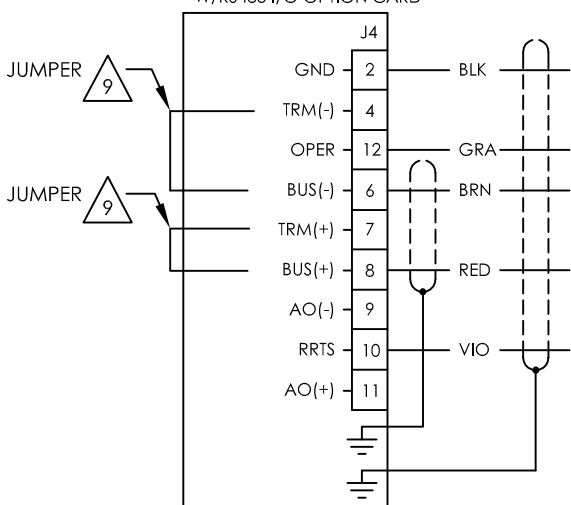 J4
JUMPER 9
GND 2 BLK
TRM(-) 4
OPER 12 GRA
JUMPER 9
BUS(-) 6 BRN
TRM(+) 7
BUS(+) 8 RED
AO(-) 9
RRTS 10 VIO
AO(+) 11